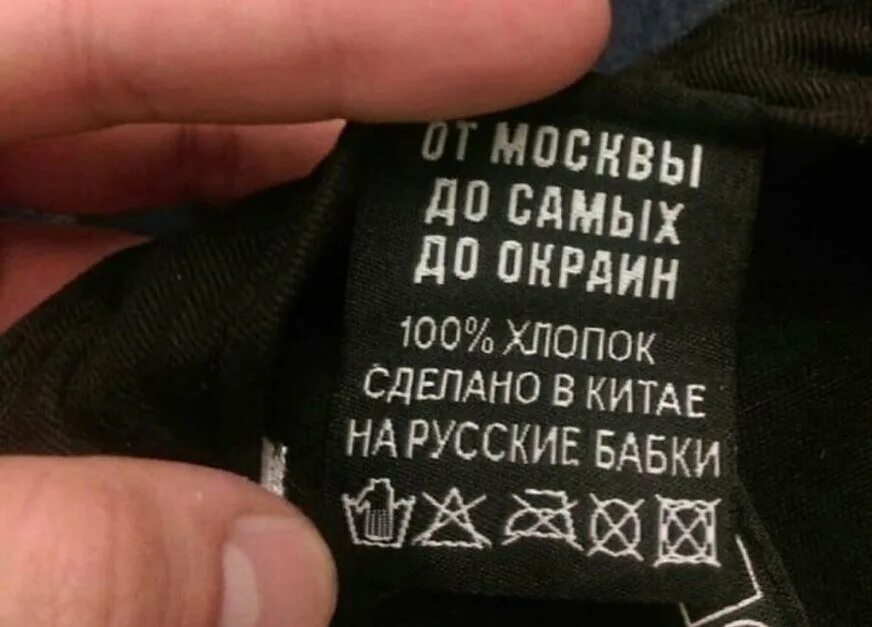 ОТ МОСКВЫ
ДО САМЫХ
ДО ОКРАИН
100% ХЛОПОК
СДЕЛАНО В КИТАЕ
НА РУССКИЕ БАБКИ